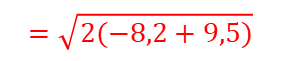 = √2(−8,2 + 9,5)